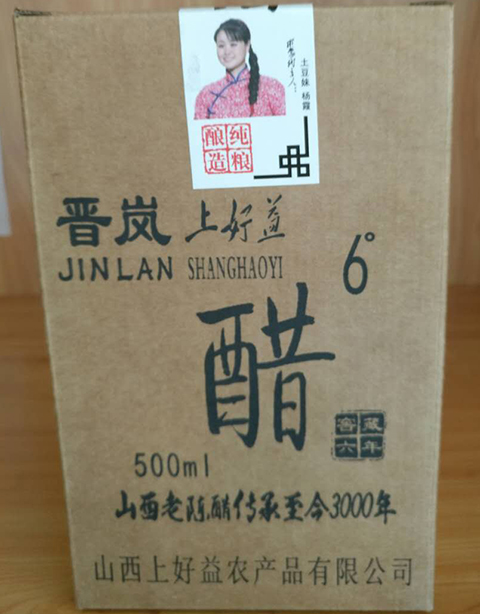 土豆妹 杨霞
纯粮
酿造
晋岚 上好益
JINLAN SHANGHAOYI
6°
醋
窖藏
六年
500ml
山西老陈醋传承至今3000年
山西上好益农产品有限公司